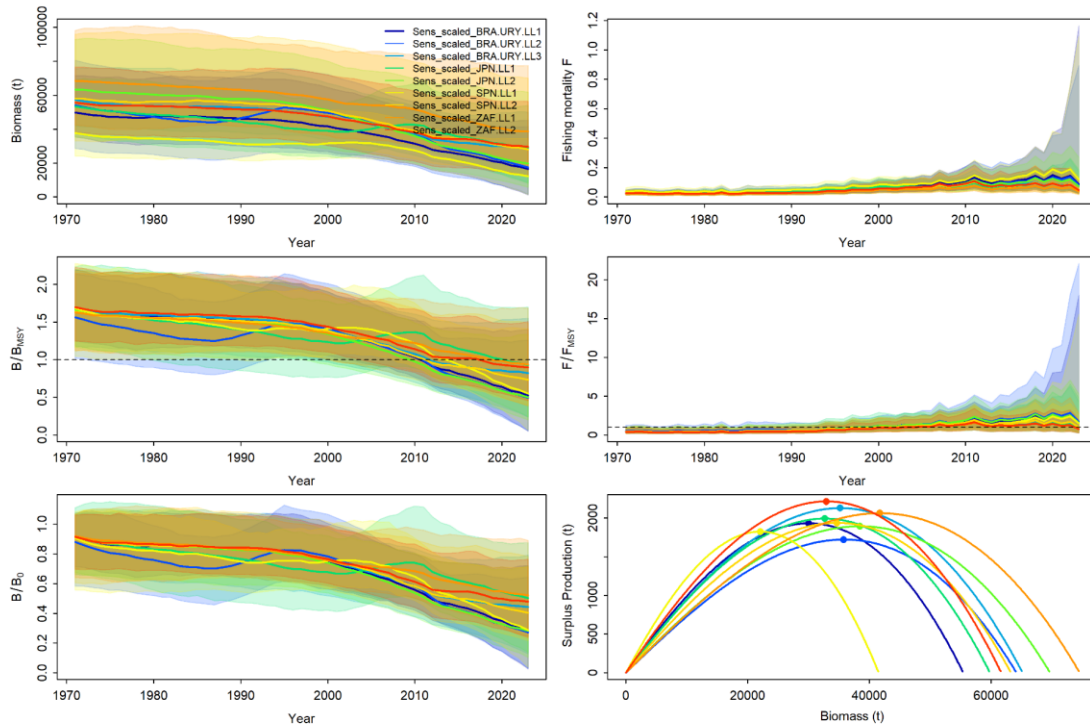 Biomass (t)
0 20000 60000 100000
Sens_scaled_BRA.URY.LL1
Sens_scaled_BRA.URY.LL2
Sens_scaled_BRA.URY.LL3
Sens_scaled_JPN.LL1
Sens_scaled_JPN.LL2
Sens_scaled_SPN.LL1
Sens_scaled_SPN.LL2
Sens_scaled_ZAF.LL1
Sens_scaled_ZAF.LL2
1970 1980 1990 2000 2010 2020
Year
Fishing mortality F
0.0 0.2 0.4 0.6 0.8 1.0 1.2
1970 1980 1990 2000 2010 2020
Year
B/BMSY
0.0 0.5 1.0 1.5 2.0
1970 1980 1990 2000 2010 2020
Year
F/FMSY
0 5 10 15 20
1970 1980 1990 2000 2010 2020
Year
B/B0
0.0 0.2 0.4 0.6 0.8 1.0
1970 1980 1990 2000 2010 2020
Year
Surplus Production (t)
0 500 1000 2000
0 20000 40000 60000
Biomass (t)